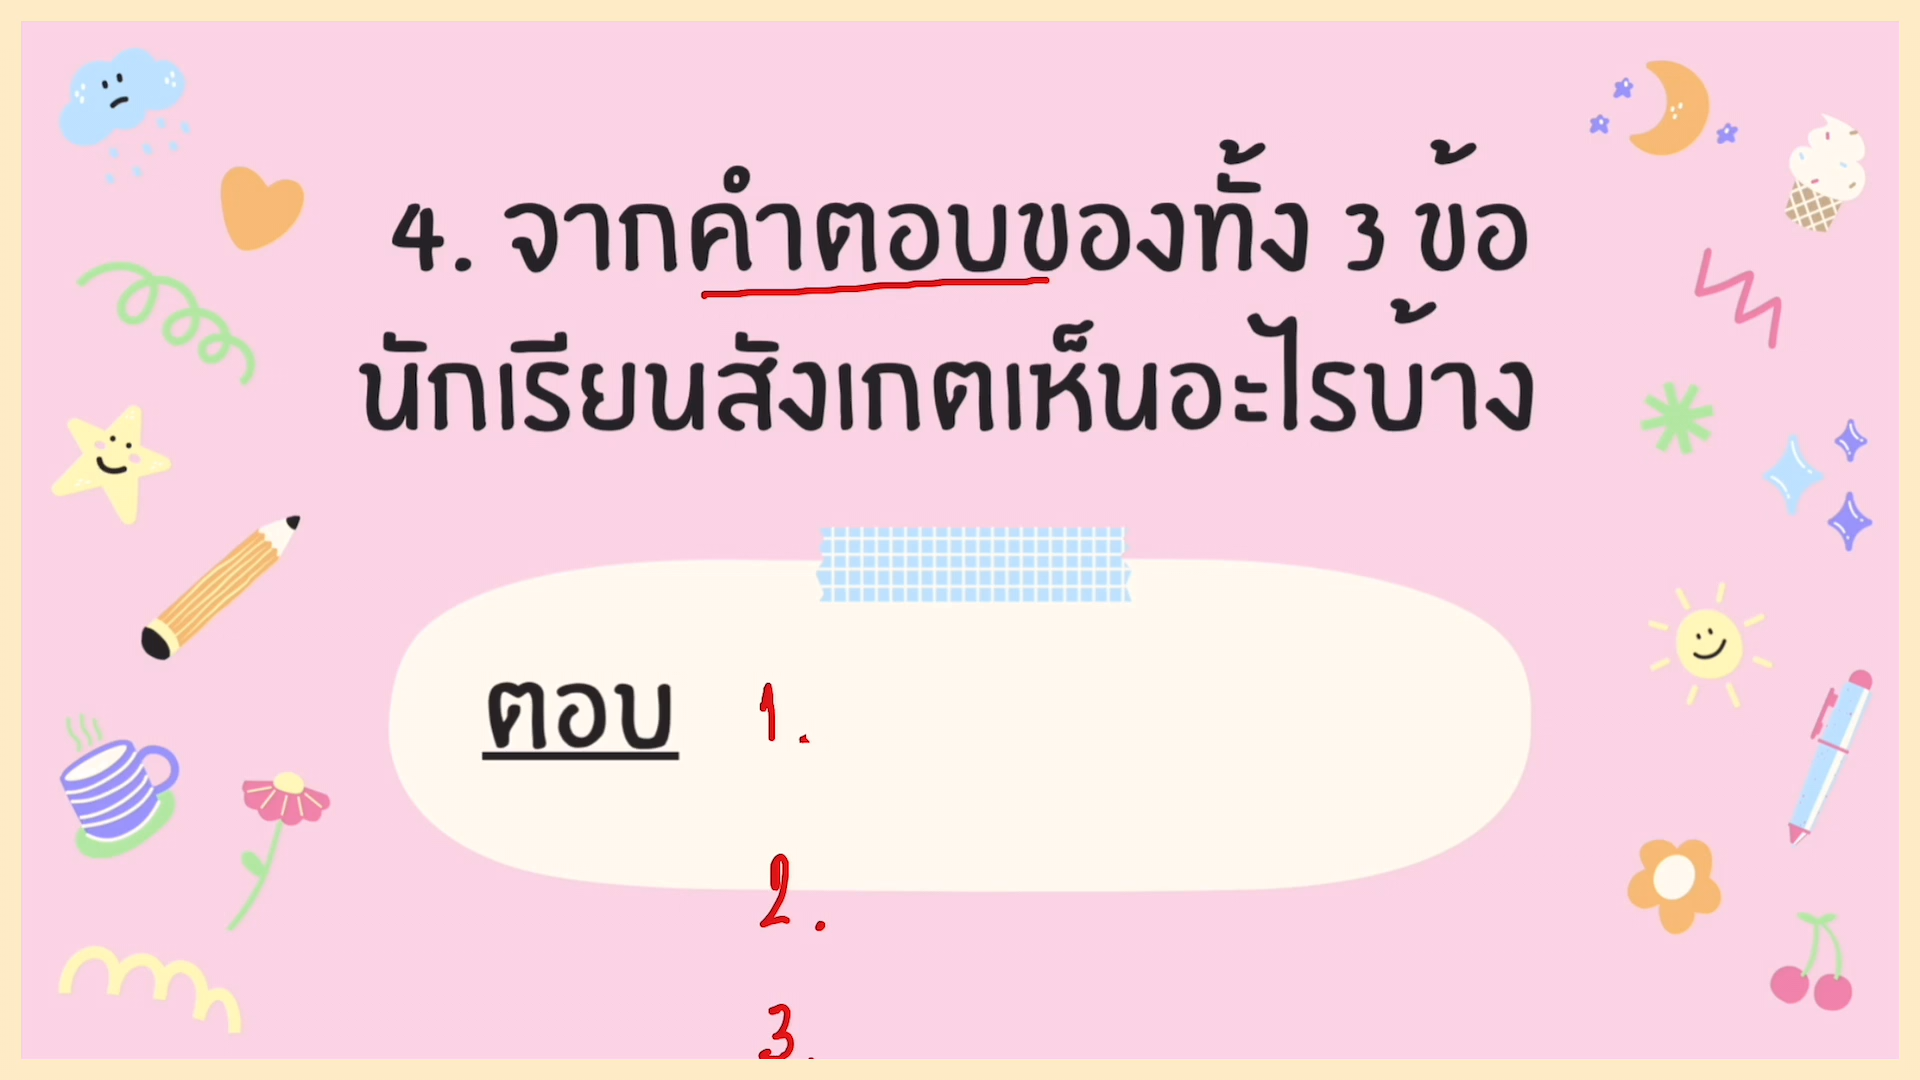 4. จากคำตอบของทั้ง 3 ข้อ
นักเรียนสังเกตเห็นอะไรบ้าง
ตอบ 1.
2.
3.